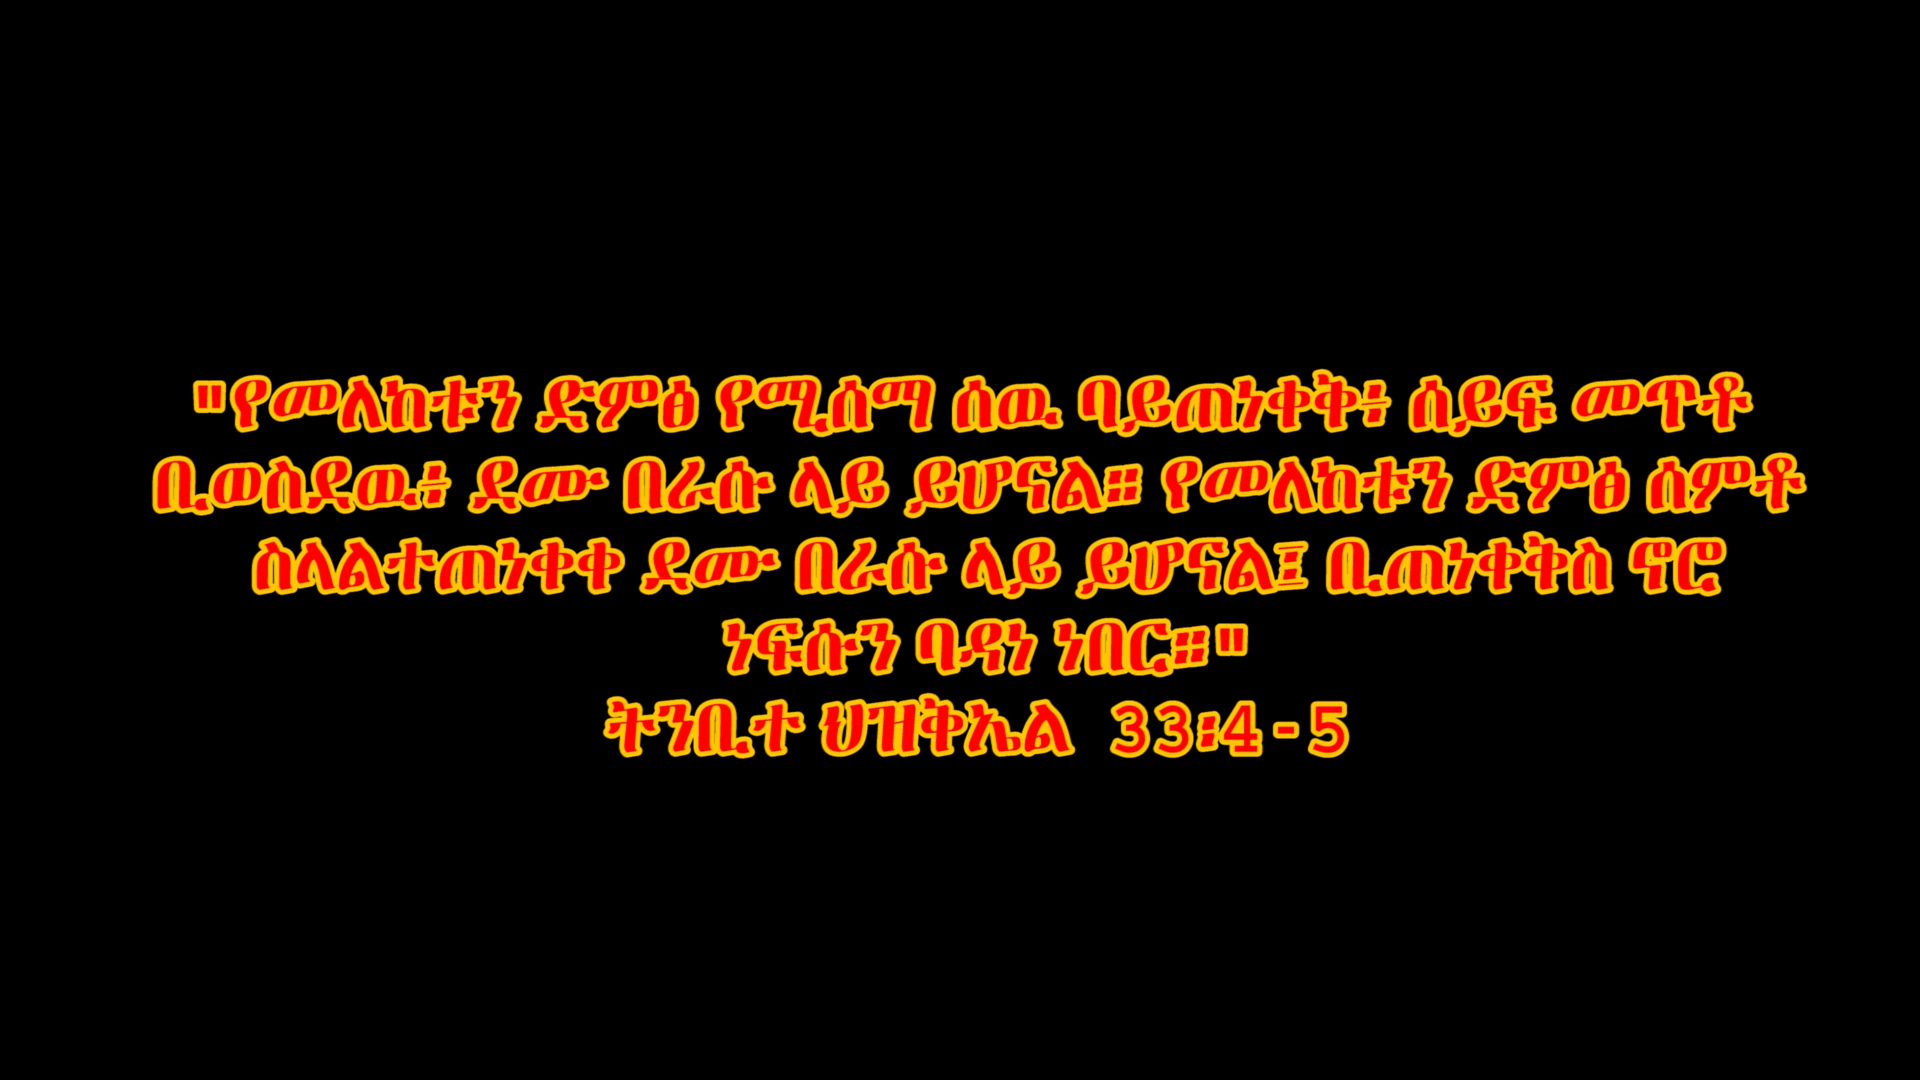 "የመለከቱን ድምፅ የሚሰማ ሰዉ ባይጠነቀቅ፥ ሰይፍ መጥቶ
ቢወስደዉ፥ ደሙ በራሱ ላይ ይሆናል። የመለከቱን ድምፅ ሰምቶ
ስላልተጠነቀቀ ደሙ በራሱ ላይ ይሆናል፤ ቢጠነቀቅስ ኖሮ
ነፍሱን ባዳነ ነበር።"
ትንቢተ ህዝቅኤል 33፡4-5